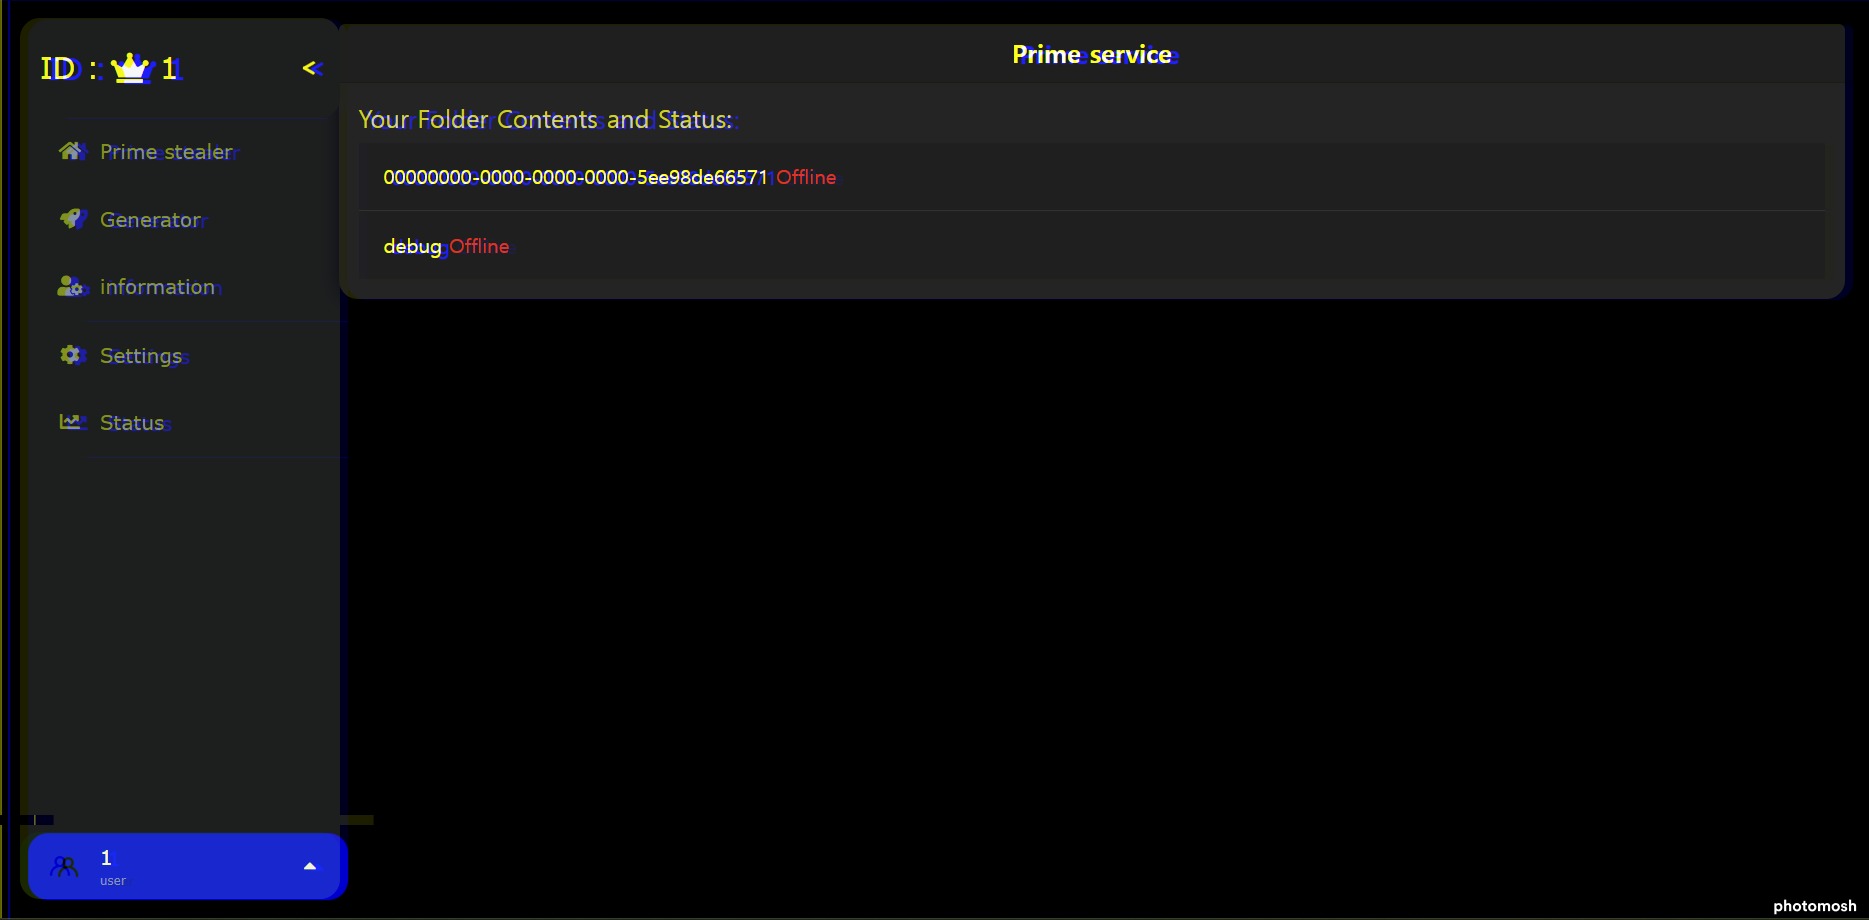 ID : 1 <
Prime stealer
Generator
information
Settings
Status
1
user
Prime service
Your Folder Contents and Status:
00000000-0000-0000-0000-5ee98de66571 Offline
debug Offline
photomosh